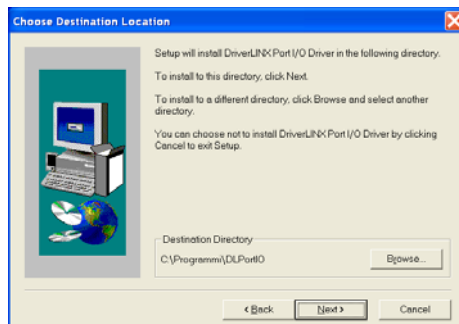 Choose Destination Location
Setup will install DriverLINX Port I/O Driver in the following directory.
To install to this directory, click Next.
To install to a different directory, click Browse and select another
directory.
You can choose not to install DriverLINX Port I/O Driver by clicking
Cancel to exit Setup.
Destination Directory
C:\Programmi\DLPortIO
Browse...
< Back
Next >
Cancel